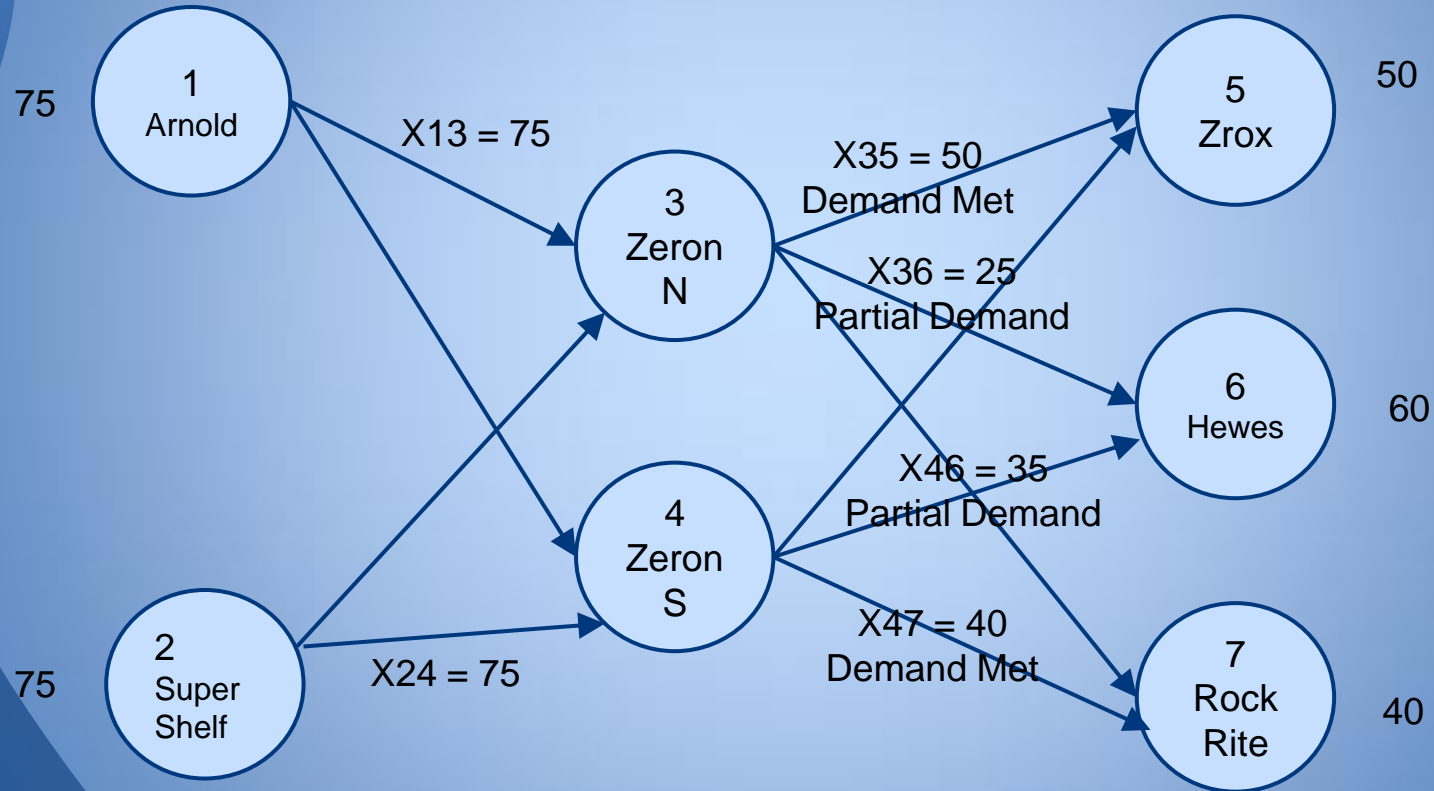 75
1
Arnold
X13 = 75
3
Zeron
N
X35 = 50
Demand Met
5
Zrox
50
X36 = 25
Partial Demand
6
Hewes
60
X46 = 35
Partial Demand
4
Zeron
S
75
2
Super
Shelf
X24 = 75
X47 = 40
Demand Met
7
Rock
Rite
40